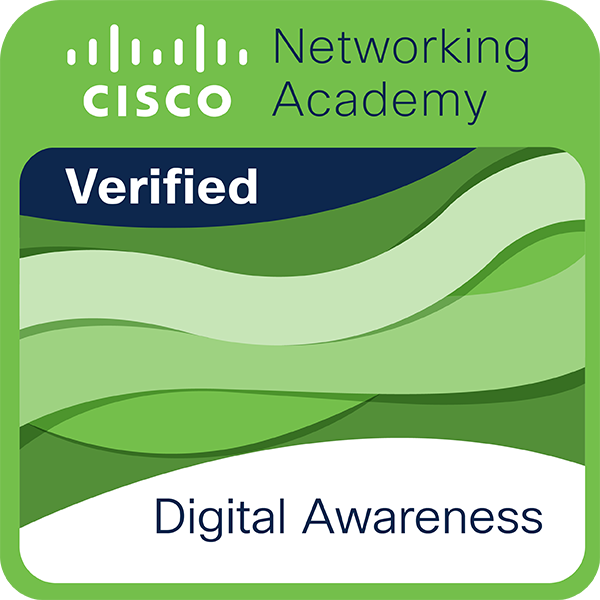 CISCO
Networking
Academy
Verified
Digital Awareness